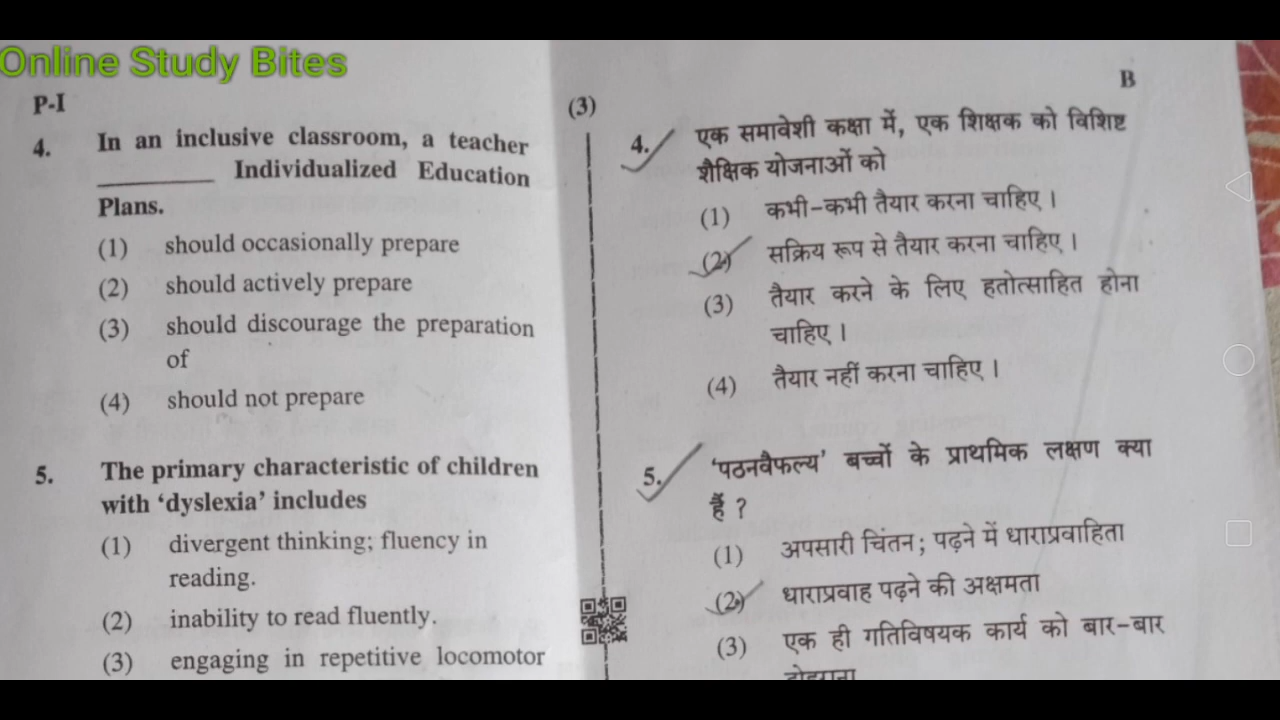 Online Study Bites
P-I
(3)
B
4. In an inclusive classroom, a teacher
________ Individualized Education
Plans.
(1) should occasionally prepare
(2) should actively prepare
(3) should discourage the preparation
of
(4) should not prepare
5. The primary characteristic of children
with ‘dyslexia’ includes
(1) divergent thinking; fluency in
reading.
(2) inability to read fluently.
(3) engaging in repetitive locomotor
4. एक समावेशी कक्षा में, एक शिक्षक को विशिष्ट
शैक्षिक योजनाओं को
(1) कभी-कभी तैयार करना चाहिए ।
(2) सक्रिय रूप से तैयार करना चाहिए ।
(3) तैयार करने के लिए हतोत्साहित होना
चाहिए ।
(4) तैयार नहीं करना चाहिए ।
5. ‘पठनवैफल्य’ बच्चों के प्राथमिक लक्षण क्या
हैं ?
(1) अपसारी चिंतन; पढ़ने में धाराप्रवाहिता
(2) धाराप्रवाह पढ़ने की अक्षमता
(3) एक ही गतिविषयक कार्य को बार-बार